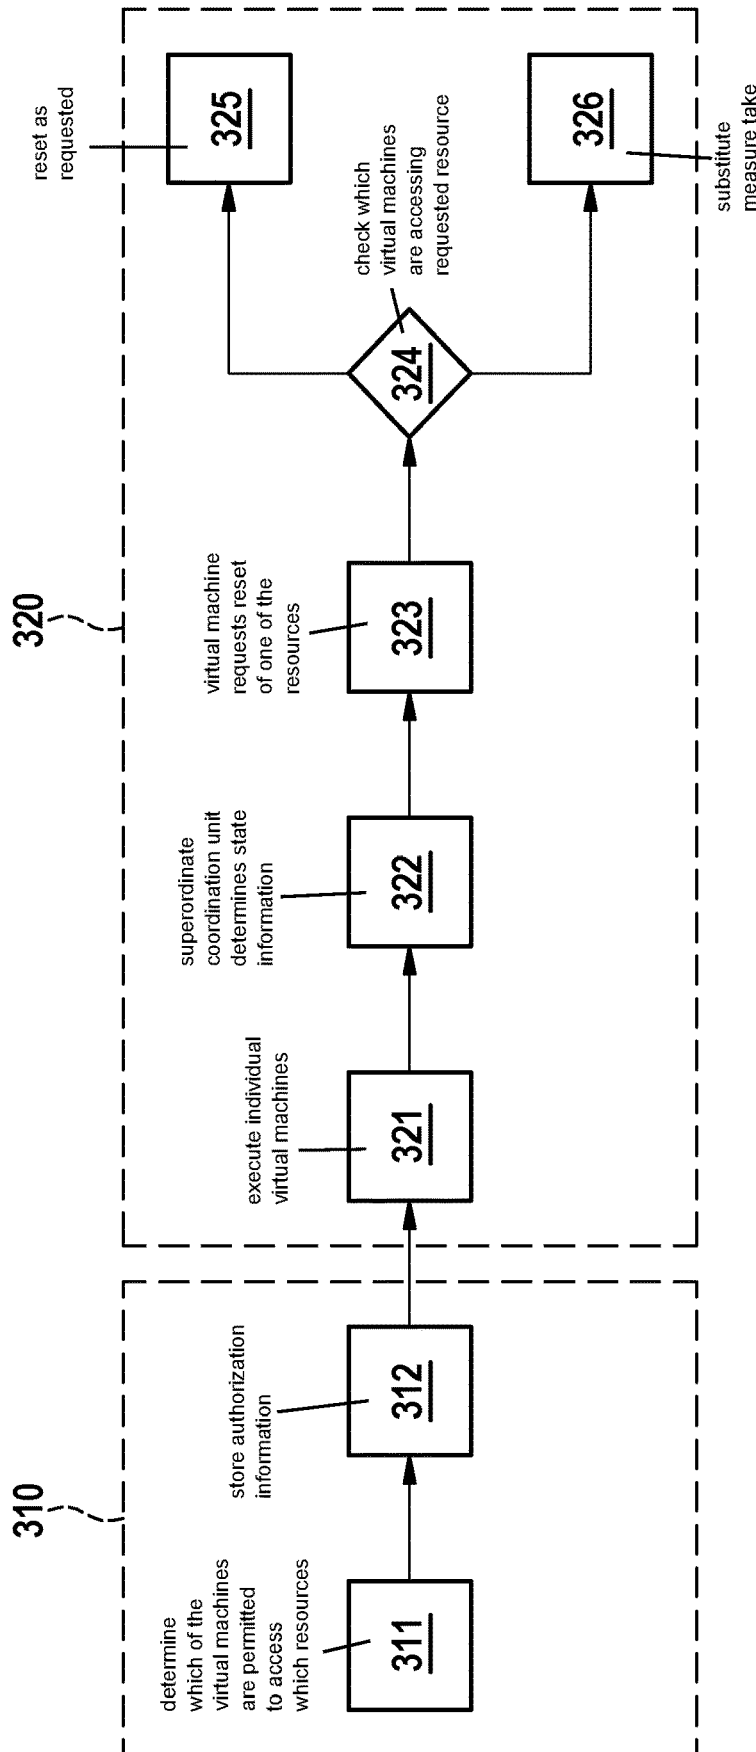 310
320
determine
which of the
virtual machines
are permitted
to access
which resources
311
store authorization
information
312
execute individual
virtual machines
321
superordinate
coordination unit
determines state
information
322
virtual machine
requests reset
of one of the
resources
323
check which
virtual machines
are accessing
requested resource
324
reset as
requested
325
substitute
measure take
326